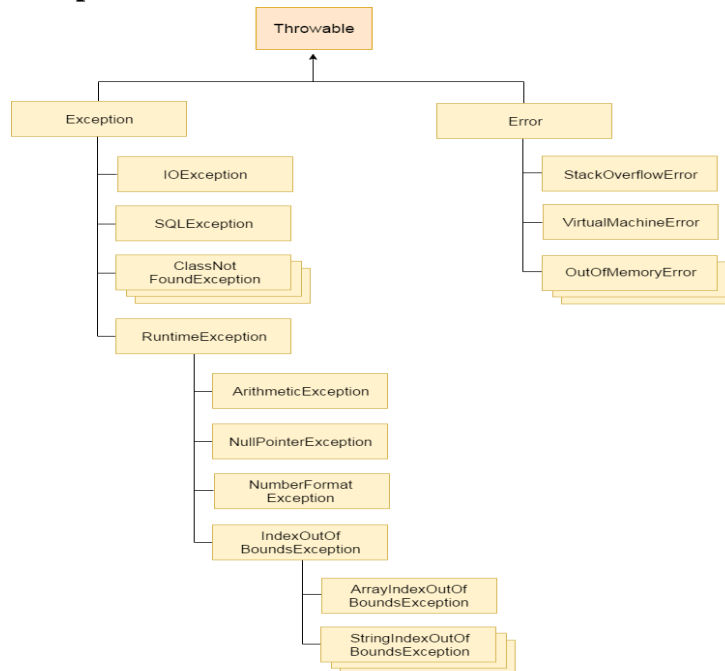 Throwable
Exception
Error
IOException
StackOverflowError
SQLException
VirtualMachineError
ClassNot
FoundException
OutOfMemoryError
RuntimeException
ArithmeticException
NullPointerException
NumberFormat
Exception
IndexOutOf
BoundsException
ArrayIndexOutOf
BoundsException
StringIndexOutOf
BoundsException